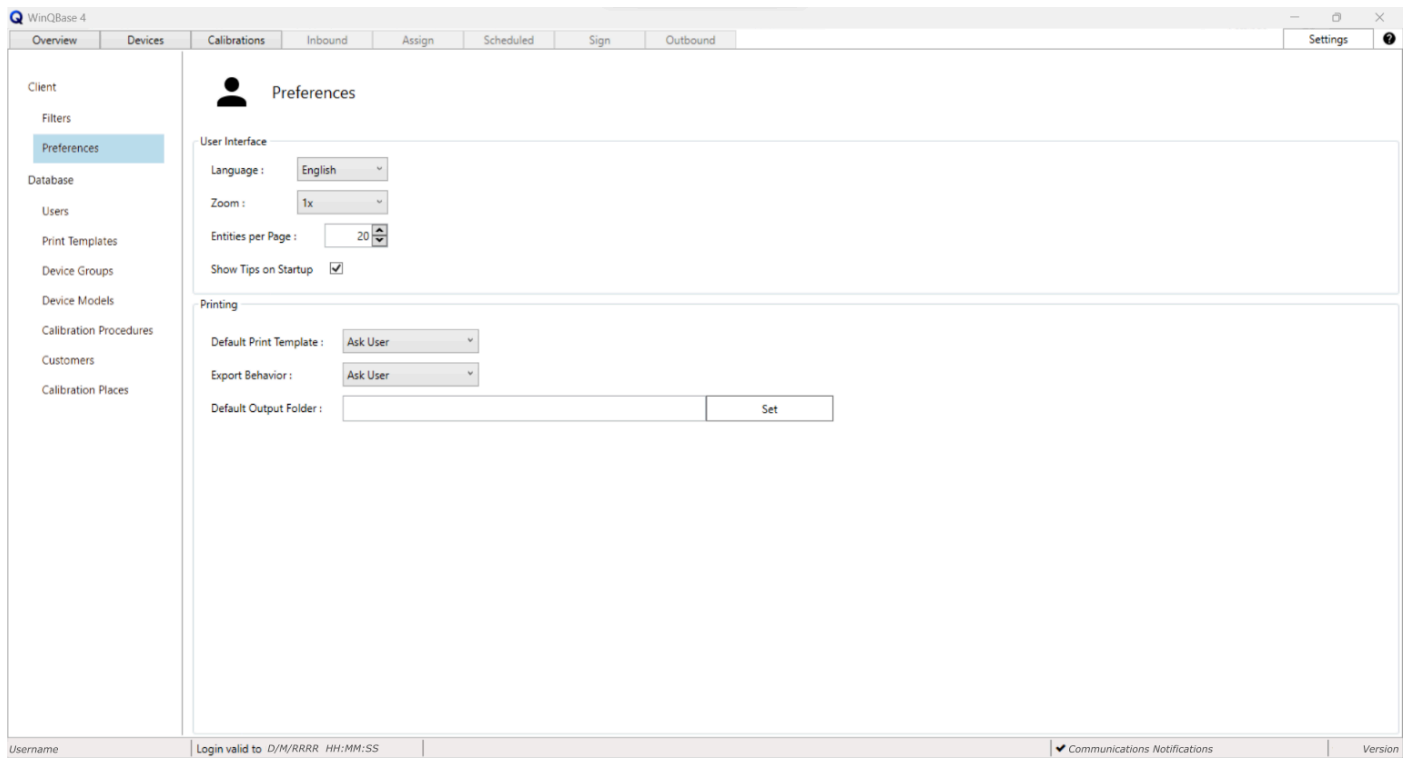 WinQBase 4
Overview Devices Calibrations Inbound Assign Scheduled Sign Outbound Settings ?
Client
Filters
Preferences
Database
Users
Print Templates
Device Groups
Device Models
Calibration Procedures
Customers
Calibration Places
Preferences
User Interface
Language : English
Zoom : 1x
Entities per Page : 20
Show Tips on Startup
Printing
Default Print Template : Ask User
Export Behavior : Ask User
Default Output Folder : Set
Username Login valid to D/M/RRRR HH:MM:SS Communications Notifications Version